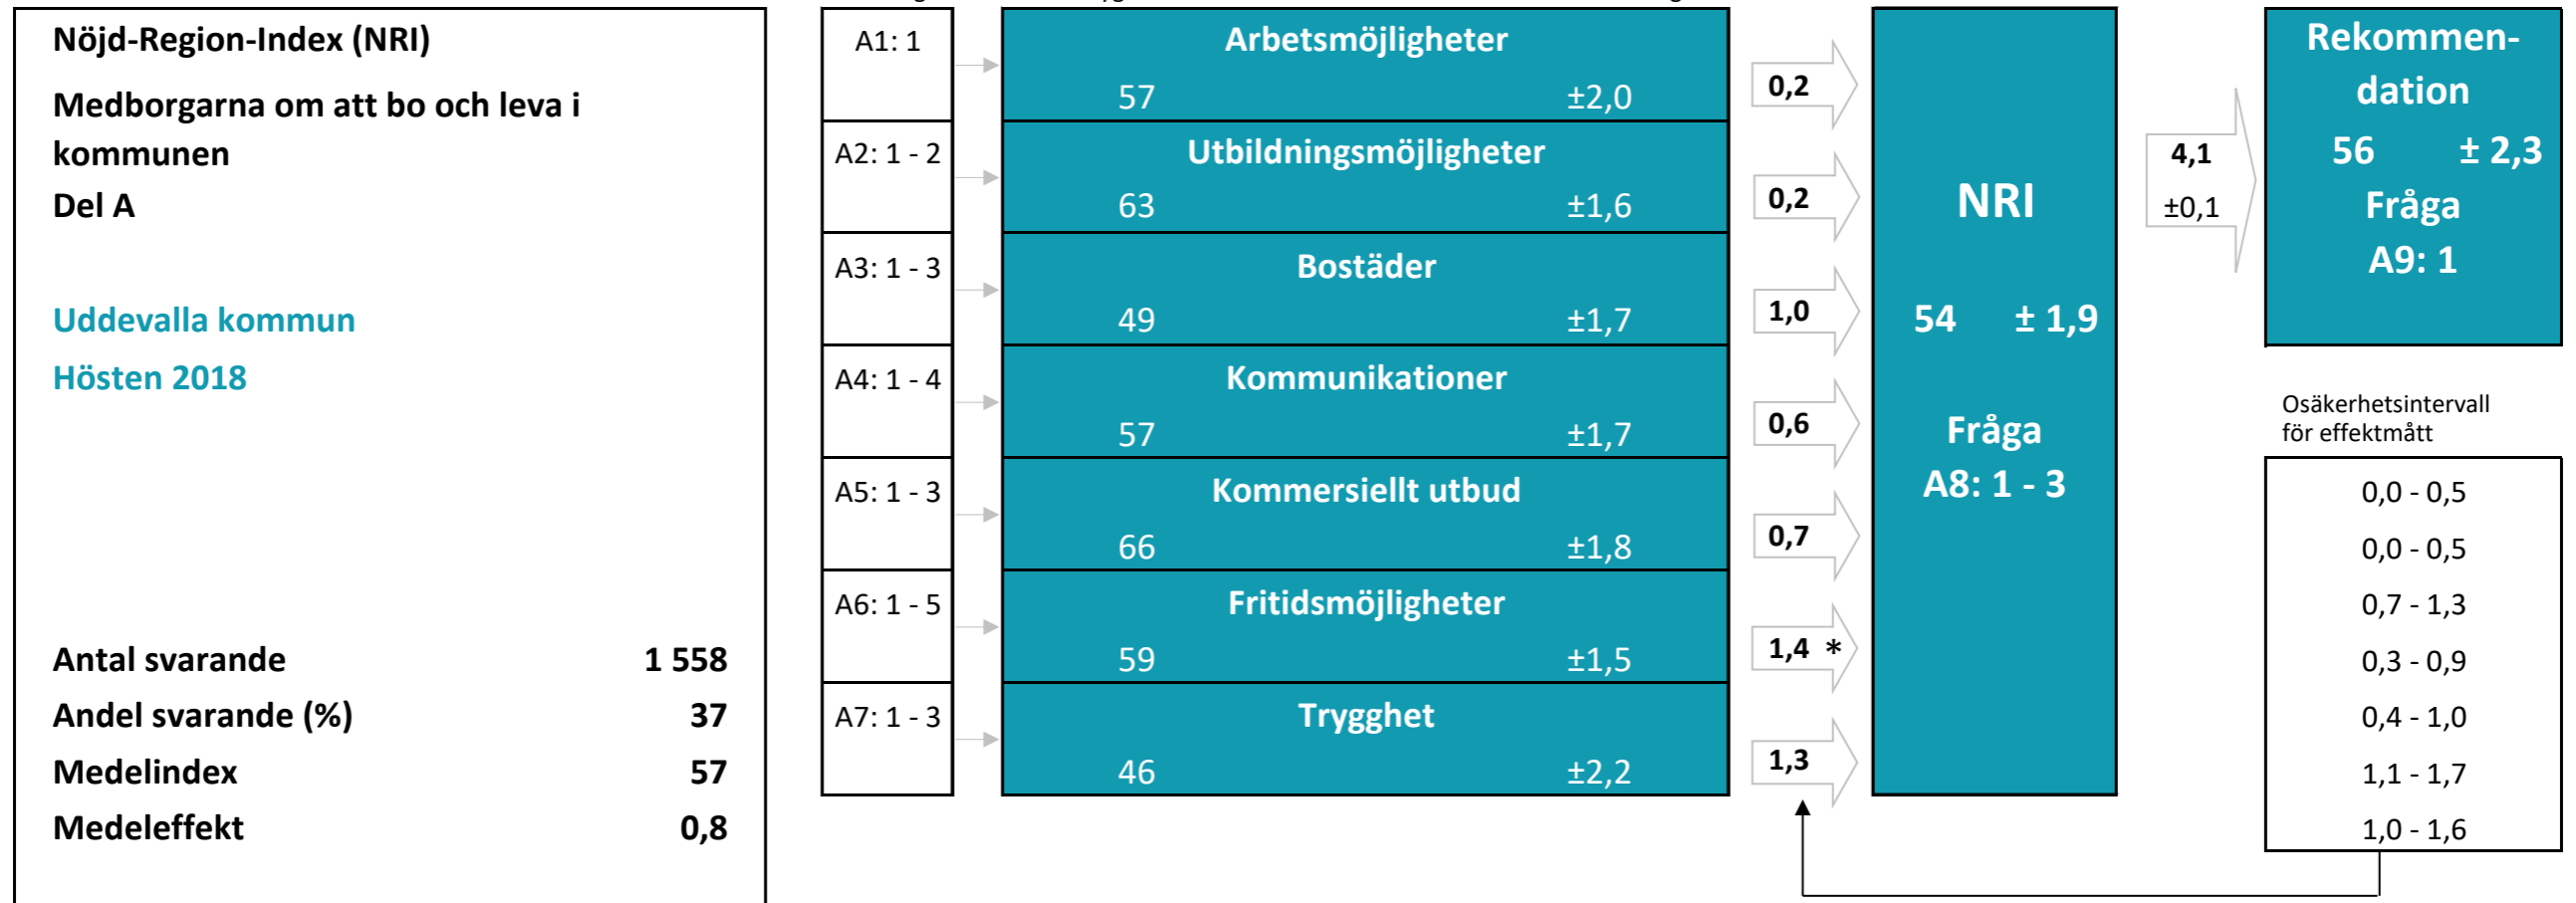 Nöjd-Region-Index (NRI)
Medborgarna om att bo och leva i
kommunen
Del A
Uddevalla kommun
Hösten 2018
Antal svarande 1 558
Andel svarande (%) 37
Medelindex 57
Medeleffekt 0,8
A1: 1
Arbetsmöjligheter
57 ±2,0
0,2
A2: 1 - 2
Utbildningsmöjligheter
63 ±1,6
0,2
A3: 1 - 3
Bostäder
49 ±1,7
1,0
A4: 1 - 4
Kommunikationer
57 ±1,7
0,6
A5: 1 - 3
Kommersiellt utbud
66 ±1,8
0,7
A6: 1 - 5
Fritidsmöjligheter
59 ±1,5
1,4 *
A7: 1 - 3
Trygghet
46 ±2,2
1,3
NRI
54 ± 1,9
Fråga
A8: 1 - 3
4,1
±0,1
Rekommen-
dation
56 ± 2,3
Fråga
A9: 1
Osäkerhetsintervall
för effektmått
0,0 - 0,5
0,0 - 0,5
0,7 - 1,3
0,3 - 0,9
0,4 - 1,0
1,1 - 1,7
1,0 - 1,6